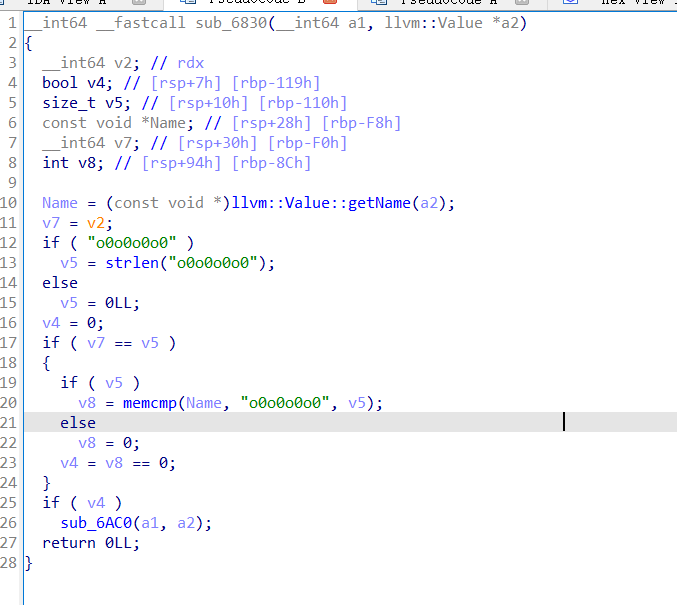 IDA View A Pseudocode B Pseudocode A Hex View
1 __int64 __fastcall sub_6830(__int64 a1, llvm::Value *a2)
2 {
3 __int64 v2; // rdx
4 bool v4; // [rsp+7h] [rbp-119h]
5 size_t v5; // [rsp+10h] [rbp-110h]
6 const void *Name; // [rsp+28h] [rbp-F8h]
7 __int64 v7; // [rsp+30h] [rbp-F0h]
8 int v8; // [rsp+94h] [rbp-8Ch]
9
10 Name = (const void *)llvm::Value::getName(a2);
11 v7 = v2;
12 if ( "o0o0o0o0" )
13 v5 = strlen("o0o0o0o0");
14 else
15 v5 = 0LL;
16 v4 = 0;
17 if ( v7 == v5 )
18 {
19 if ( v5 )
20 v8 = memcmp(Name, "o0o0o0o0", v5);
21 else
22 v8 = 0;
23 v4 = v8 == 0;
24 }
25 if ( v4 )
26 sub_6AC0(a1, a2);
27 return 0LL;
28 }